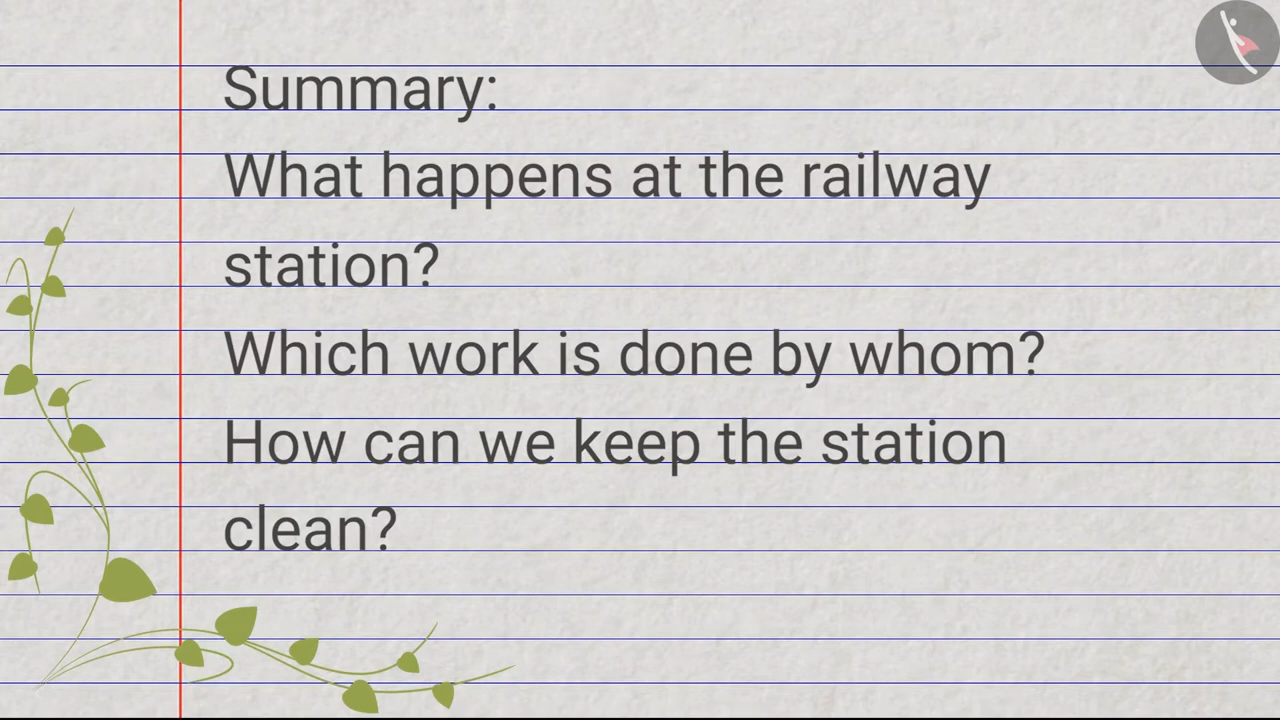 Summary:
What happens at the railway
station?
Which work is done by whom?
How can we keep the station
clean?